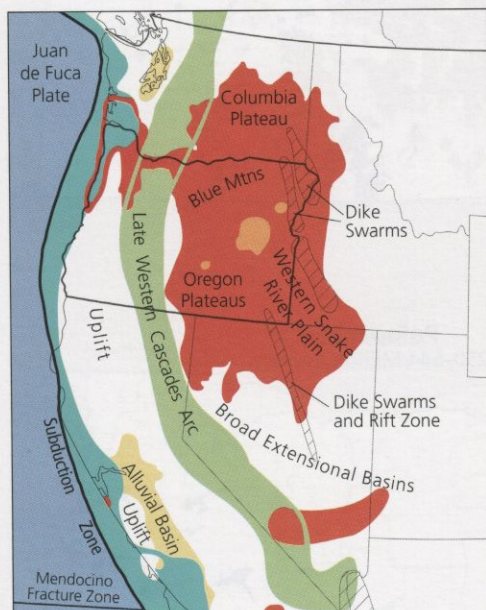 Juan
de Fuca
Plate
Columbia
Plateau
Blue Mtns
Dike
Swarms
Late Western Cascades Arc
Oregon
Plateaus
Western Snake
River Plain
Uplift
Dike Swarms
and Rift Zone
Broad Extensional Basins
Subduction
Zone
Alluvial Basin
Uplift
Mendocino
Fracture Zone